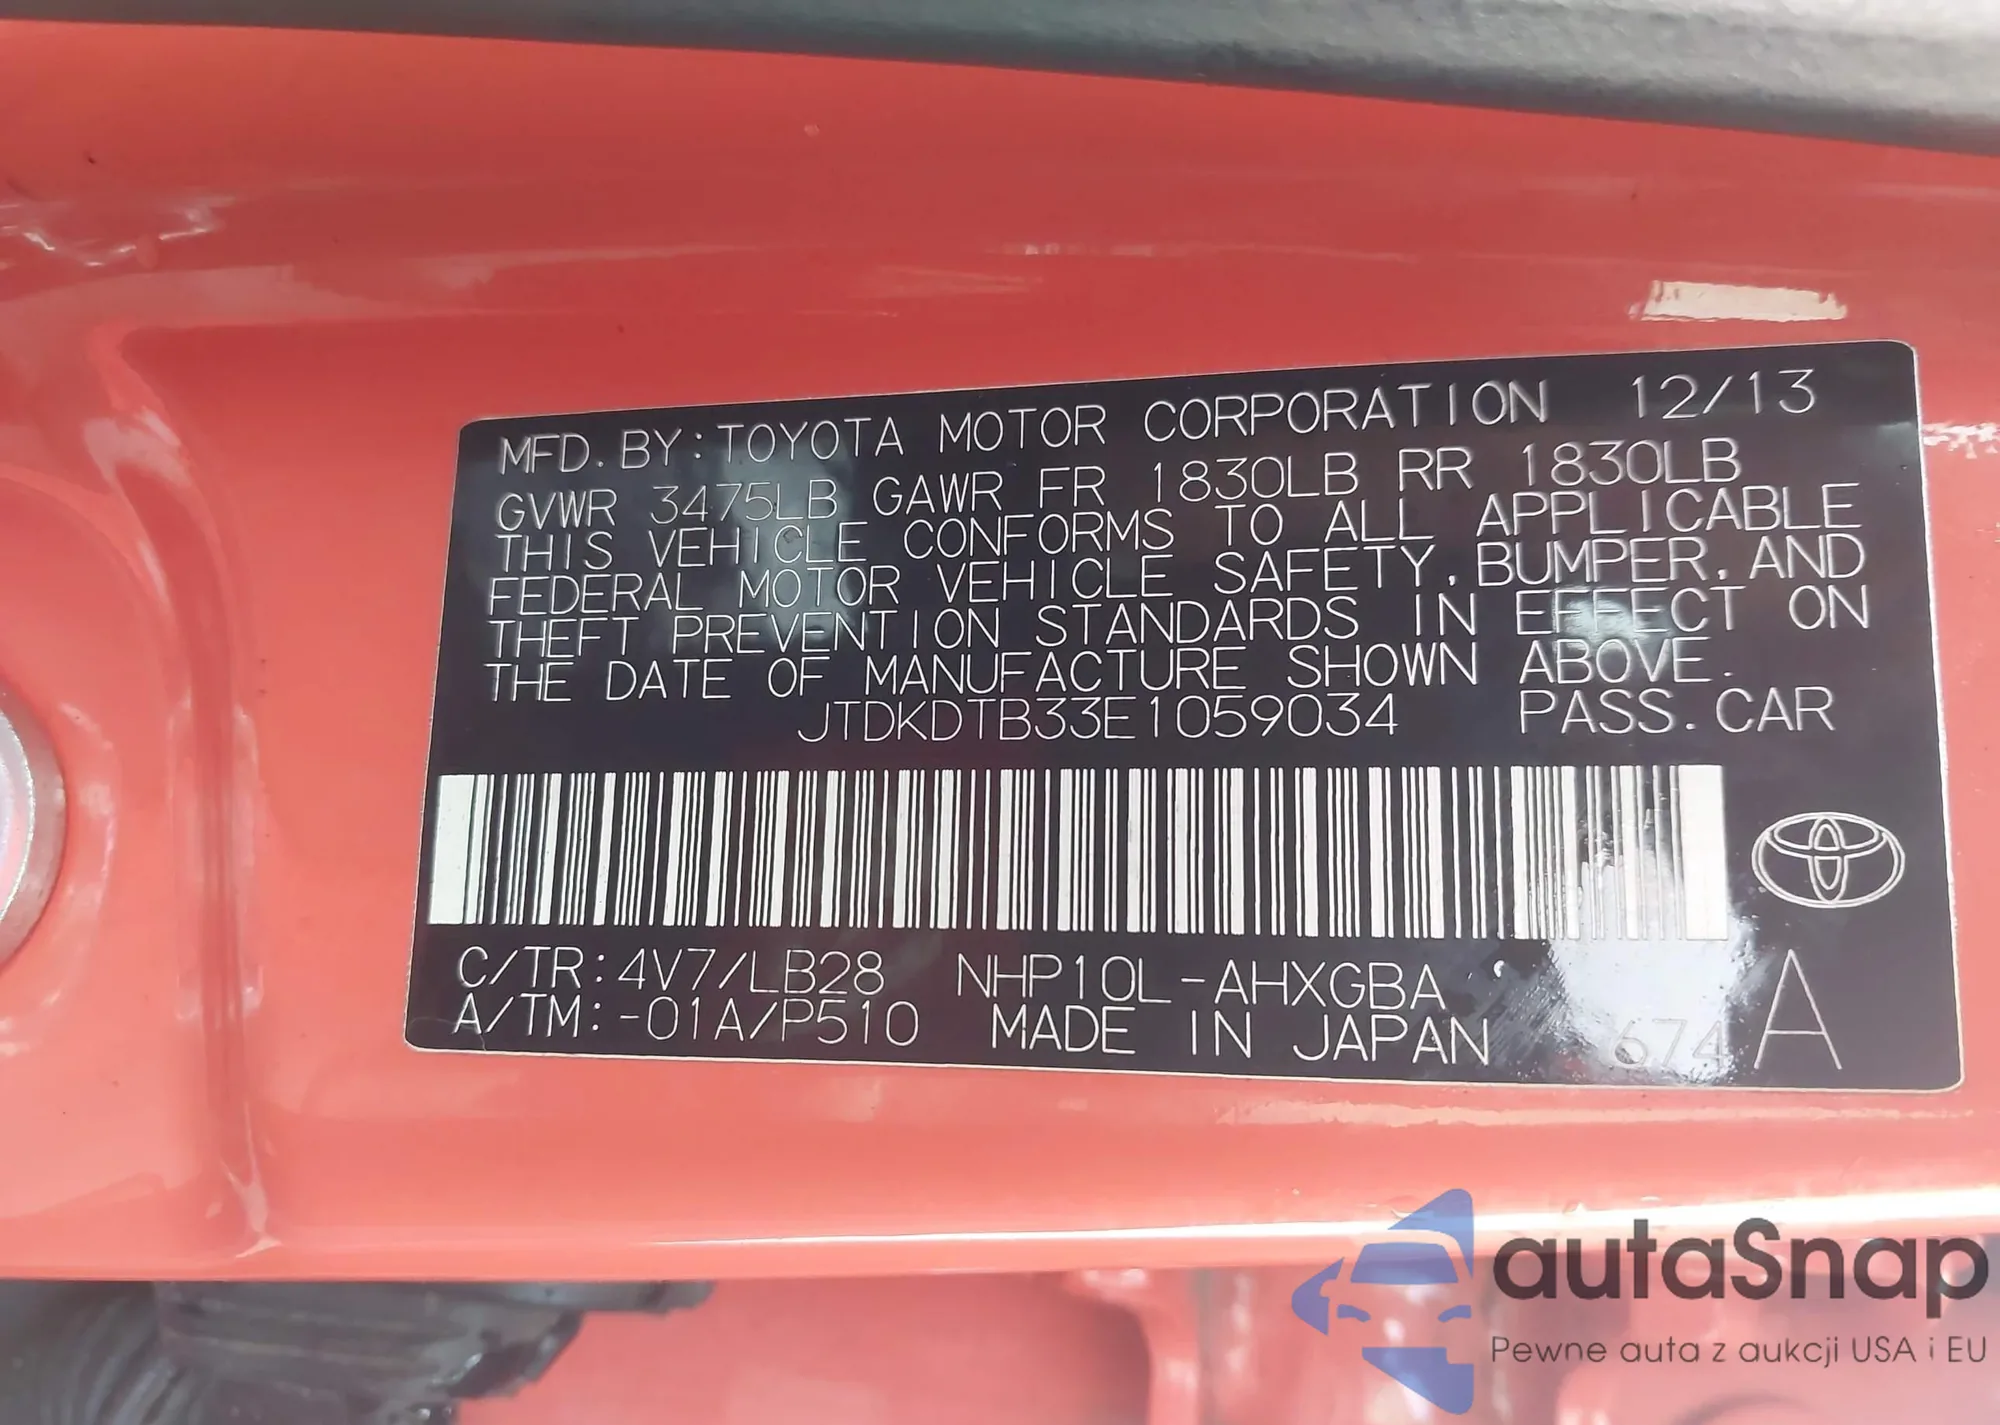 MFD. BY: TOYOTA MOTOR CORPORATION 12/13
GVWR 3475LB GAWR FR 1830LB RR 1830LB
THIS VEHICLE CONFORMS TO ALL APPLICABLE
FEDERAL MOTOR VEHICLE SAFETY, BUMPER, AND
THEFT PREVENTION STANDARDS IN EFFECT ON
THE DATE OF MANUFACTURE SHOWN ABOVE.
JTDKDTB33E1059034 PASS. CAR
C/TR: 4V7/LB28 NHP10L-AHXGBA
A/TM: -01A/P510 MADE IN JAPAN 674 A
autaSnap
Pewne auta z aukcji USA i EU